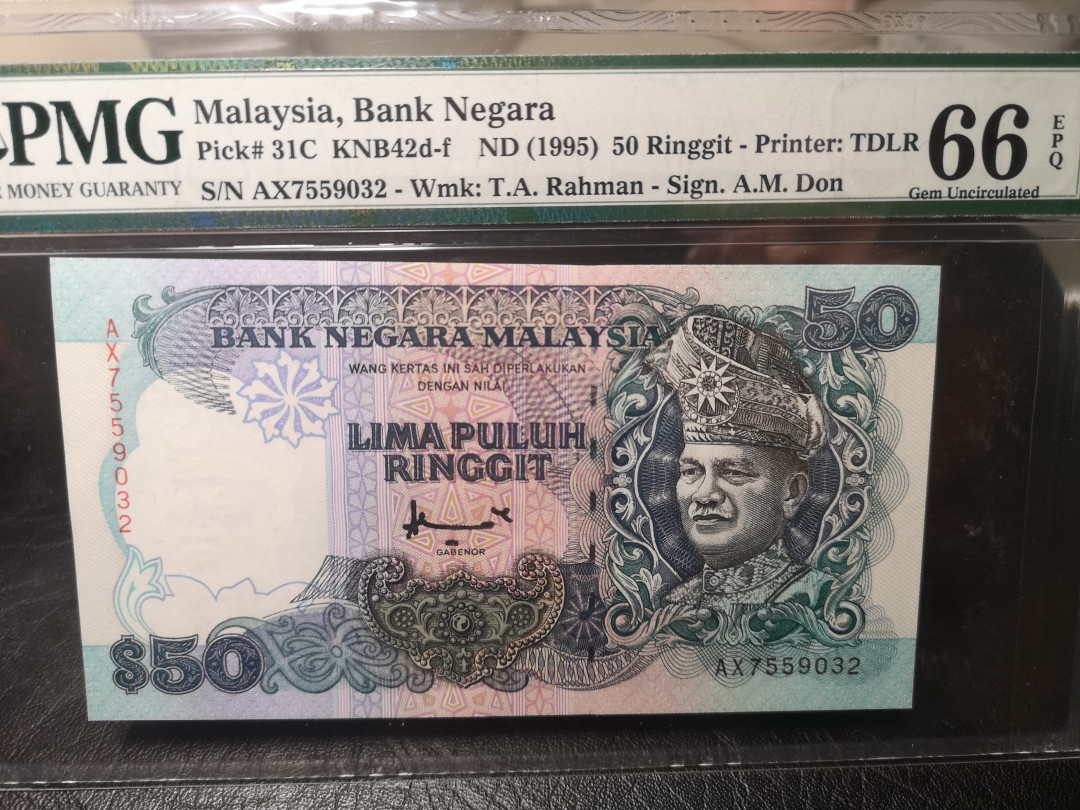 PMG
MONEY GUARANTY
Malaysia, Bank Negara
Pick# 31C KNB42d-f ND (1995) 50 Ringgit - Printer: TDLR
S/N AX7559032 - Wmk: T.A. Rahman - Sign. A.M. Don
66
EPQ
Gem Uncirculated
50
BANK NEGARA MALAYSIA
WANG KERTAS INI SAH DIPERLAKUKAN
DENGAN NILAI
AX7559032
LIMA PULUH
RINGGIT
GABENOR
$50
AX7559032